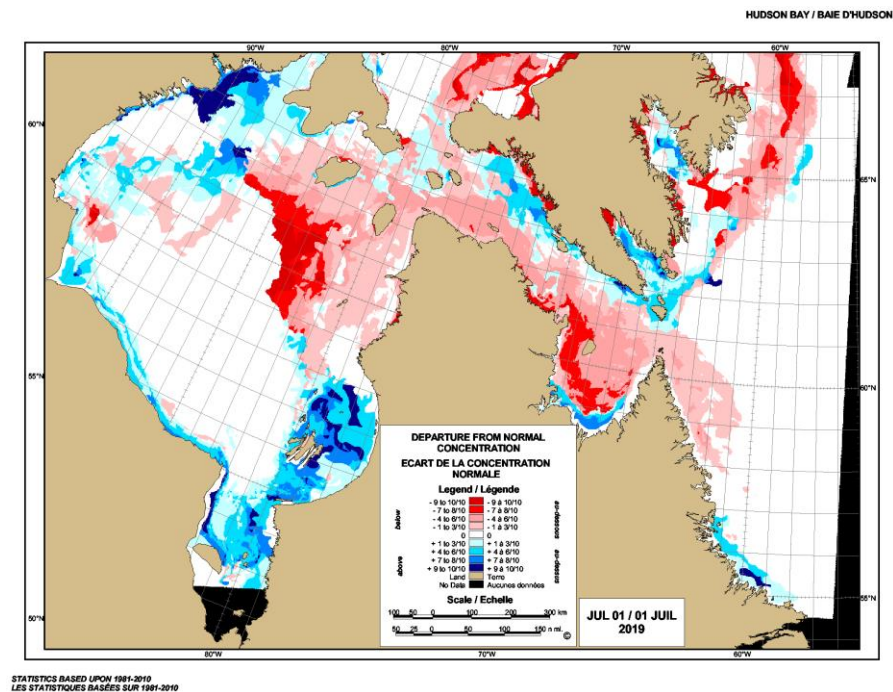 HUDSON BAY / BAIE D'HUDSON
90°W
80°W
70°W
60°W
60°N
65°N
55°N
60°N
50°N
55°N
80°W
70°W
60°W
DEPARTURE FROM NORMAL
CONCENTRATION
ECART DE LA CONCENTRATION
NORMALE
Legend / Légende
below
au-dessous
- 9 to 10/10 - 9 à 10/10
- 7 to 8/10 - 7 à 8/10
- 4 to 6/10 - 4 à 6/10
- 1 to 3/10 - 1 à 3/10
0 0
above
au-dessus
+ 1 to 3/10 + 1 à 3/10
+ 4 to 6/10 + 4 à 6/10
+ 7 to 8/10 + 7 à 8/10
+ 9 to 10/10 + 9 à 10/10
Land Terre
No Data Aucunes données
Scale / Echelle
100 50 0 100 200 300 km
50 25 0 50 100 150 n mi.
©
JUL 01 / 01 JUIL
2019
STATISTICS BASED UPON 1981-2010
LES STATISTIQUES BASÉES SUR 1981-2010